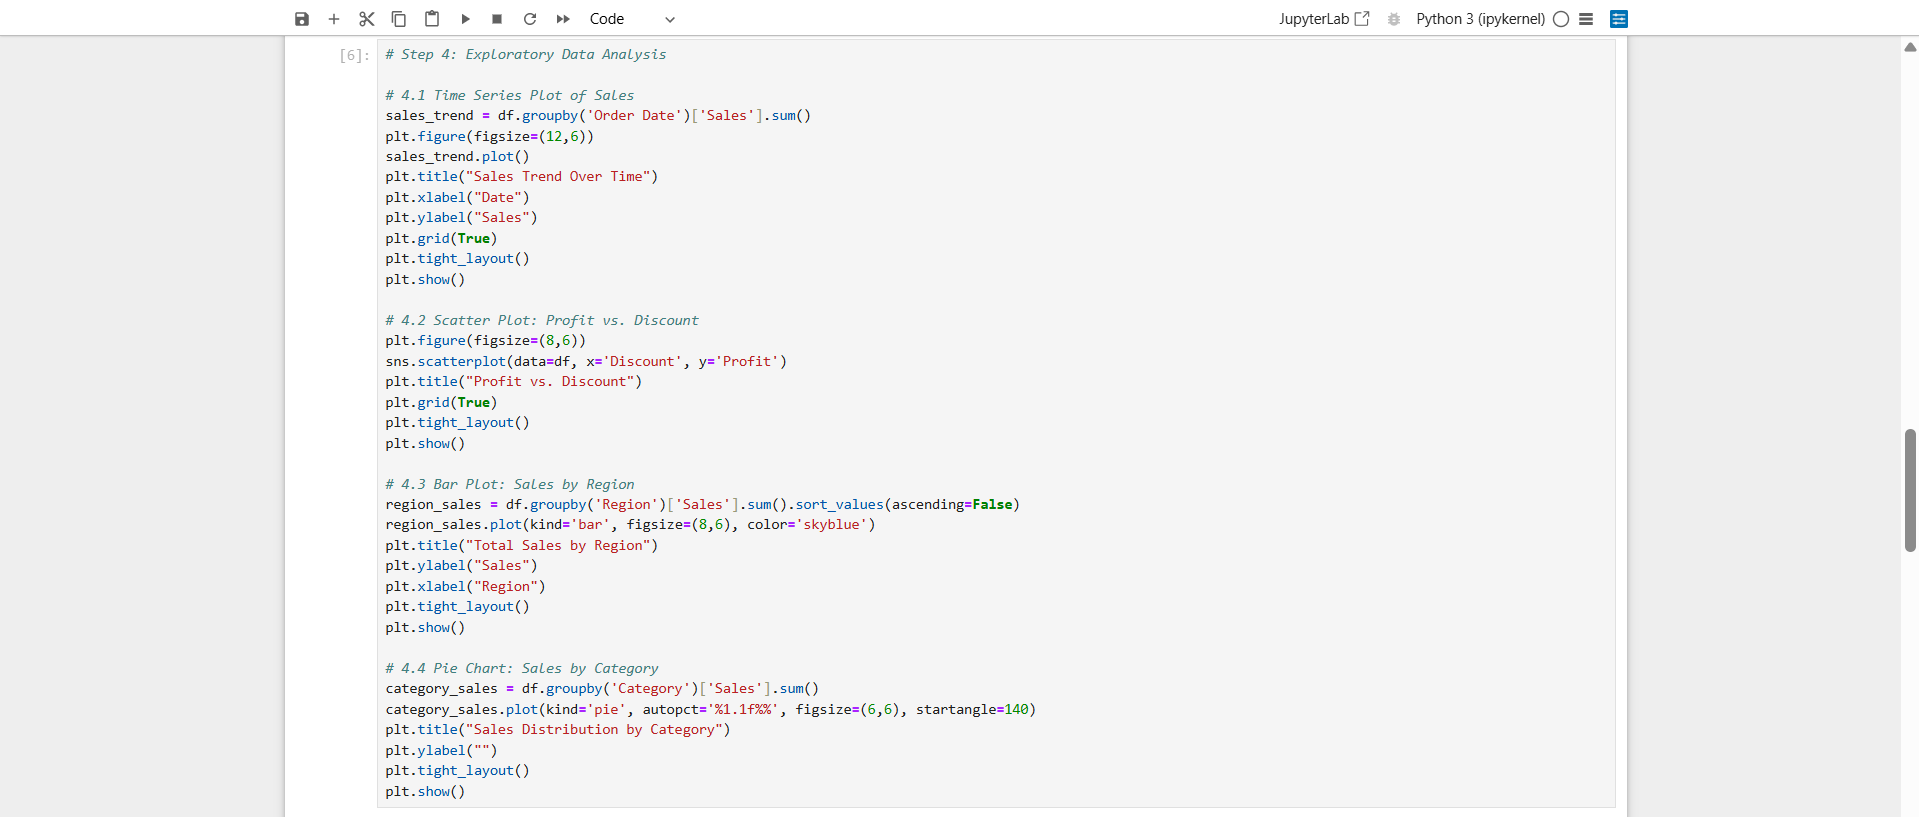 Code
JupyterLab
Python 3 (ipykernel)
[6]:
# Step 4: Exploratory Data Analysis
# 4.1 Time Series Plot of Sales
sales_trend = df.groupby('Order Date')['Sales'].sum()
plt.figure(figsize=(12,6))
sales_trend.plot()
plt.title("Sales Trend Over Time")
plt.xlabel("Date")
plt.ylabel("Sales")
plt.grid(True)
plt.tight_layout()
plt.show()
# 4.2 Scatter Plot: Profit vs. Discount
plt.figure(figsize=(8,6))
sns.scatterplot(data=df, x='Discount', y='Profit')
plt.title("Profit vs. Discount")
plt.grid(True)
plt.tight_layout()
plt.show()
# 4.3 Bar Plot: Sales by Region
region_sales = df.groupby('Region')['Sales'].sum().sort_values(ascending=False)
region_sales.plot(kind='bar', figsize=(8,6), color='skyblue')
plt.title("Total Sales by Region")
plt.ylabel("Sales")
plt.xlabel("Region")
plt.tight_layout()
plt.show()
# 4.4 Pie Chart: Sales by Category
category_sales = df.groupby('Category')['Sales'].sum()
category_sales.plot(kind='pie', autopct='%1.1f%%', figsize=(6,6), startangle=140)
plt.title("Sales Distribution by Category")
plt.ylabel("")
plt.tight_layout()
plt.show()